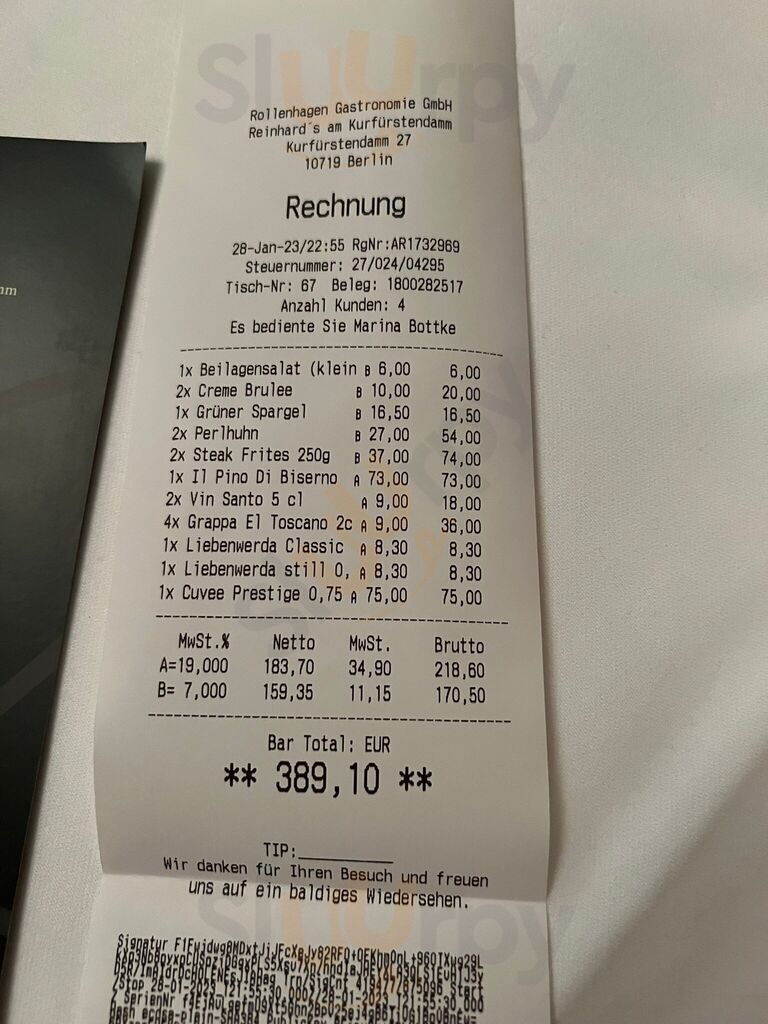 Rollenhagen Gastronomie GmbH
Reinhard´s am Kurfürstendamm
Kurfürstendamm 27
10719 Berlin
Rechnung
28-Jan-23/22:55 RgNr:AR1732969
Steuernummer: 27/024/04295
Tisch-Nr: 67 Beleg: 1800282517
Anzahl Kunden: 4
Es bediente Sie Marina Bottke
1x Beilagensalat (klein B 6,00 6,00
2x Creme Brulee B 10,00 20,00
1x Grüner Spargel B 16,50 16,50
2x Perlhuhn B 27,00 54,00
2x Steak Frites 250g B 37,00 74,00
1x Il Pino Di Biserno A 73,00 73,00
2x Vin Santo 5 cl A 9,00 18,00
4x Grappa El Toscano 2c A 9,00 36,00
1x Liebenwerda Classic A 8,30 8,30
1x Liebenwerda still 0, A 8,30 8,30
1x Cuvee Prestige 0,75 A 75,00 75,00
MwSt.% Netto MwSt. Brutto
A=19,000 183,70 34,90 218,60
B= 7,000 159,35 11,15 170,50
Bar Total: EUR
** 389,10 **
TIP:__________
Wir danken für Ihren Besuch und freuen
uns auf ein baldiges Wiedersehen.
Signatur
Sluurpy